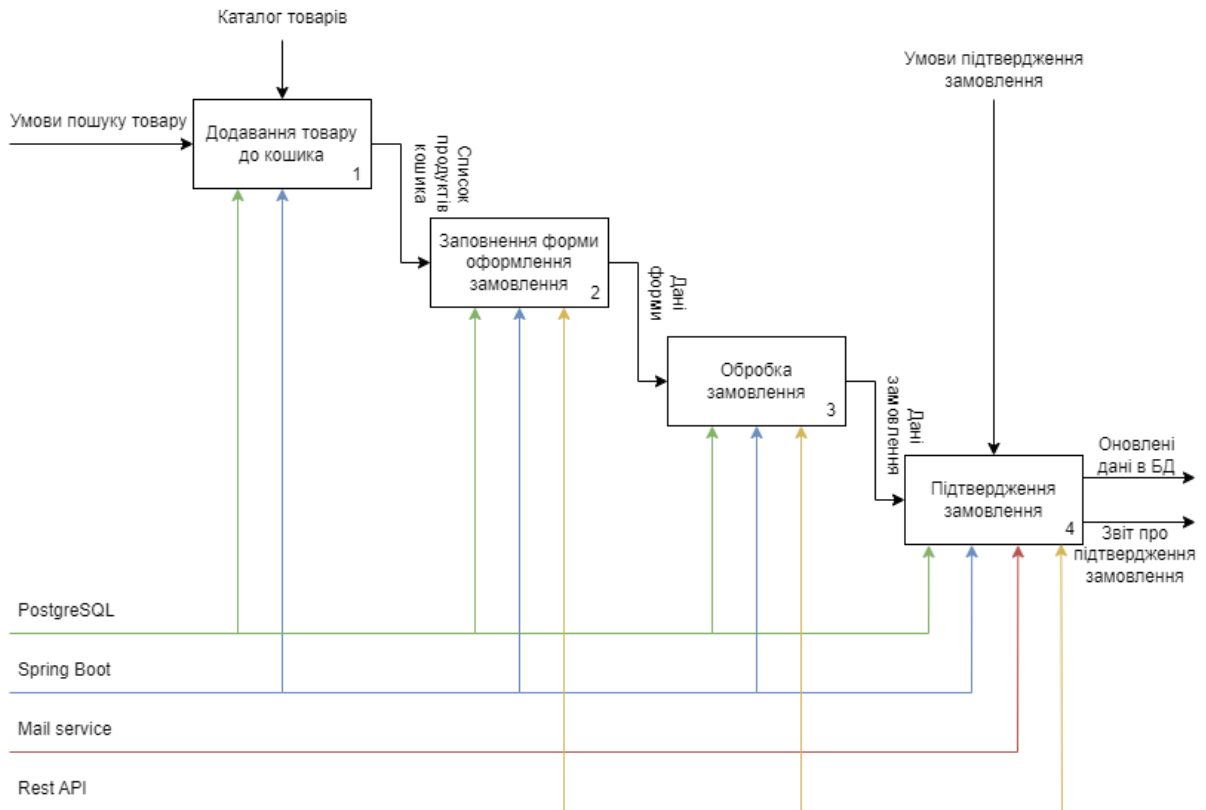 Каталог товарів
Умови підтвердження
замовлення
Умови пошуку товару
Додавання товару
до кошика
1
Список
продуктів
кошика
Заповнення форми
оформлення
замовлення
2
Дані
форми
Обробка
замовлення
3
Дані
замовлення
Підтвердження
замовлення
4
Оновлені
дані в БД
Звіт про
підтвердження
замовлення
PostgreSQL
Spring Boot
Mail service
Rest API